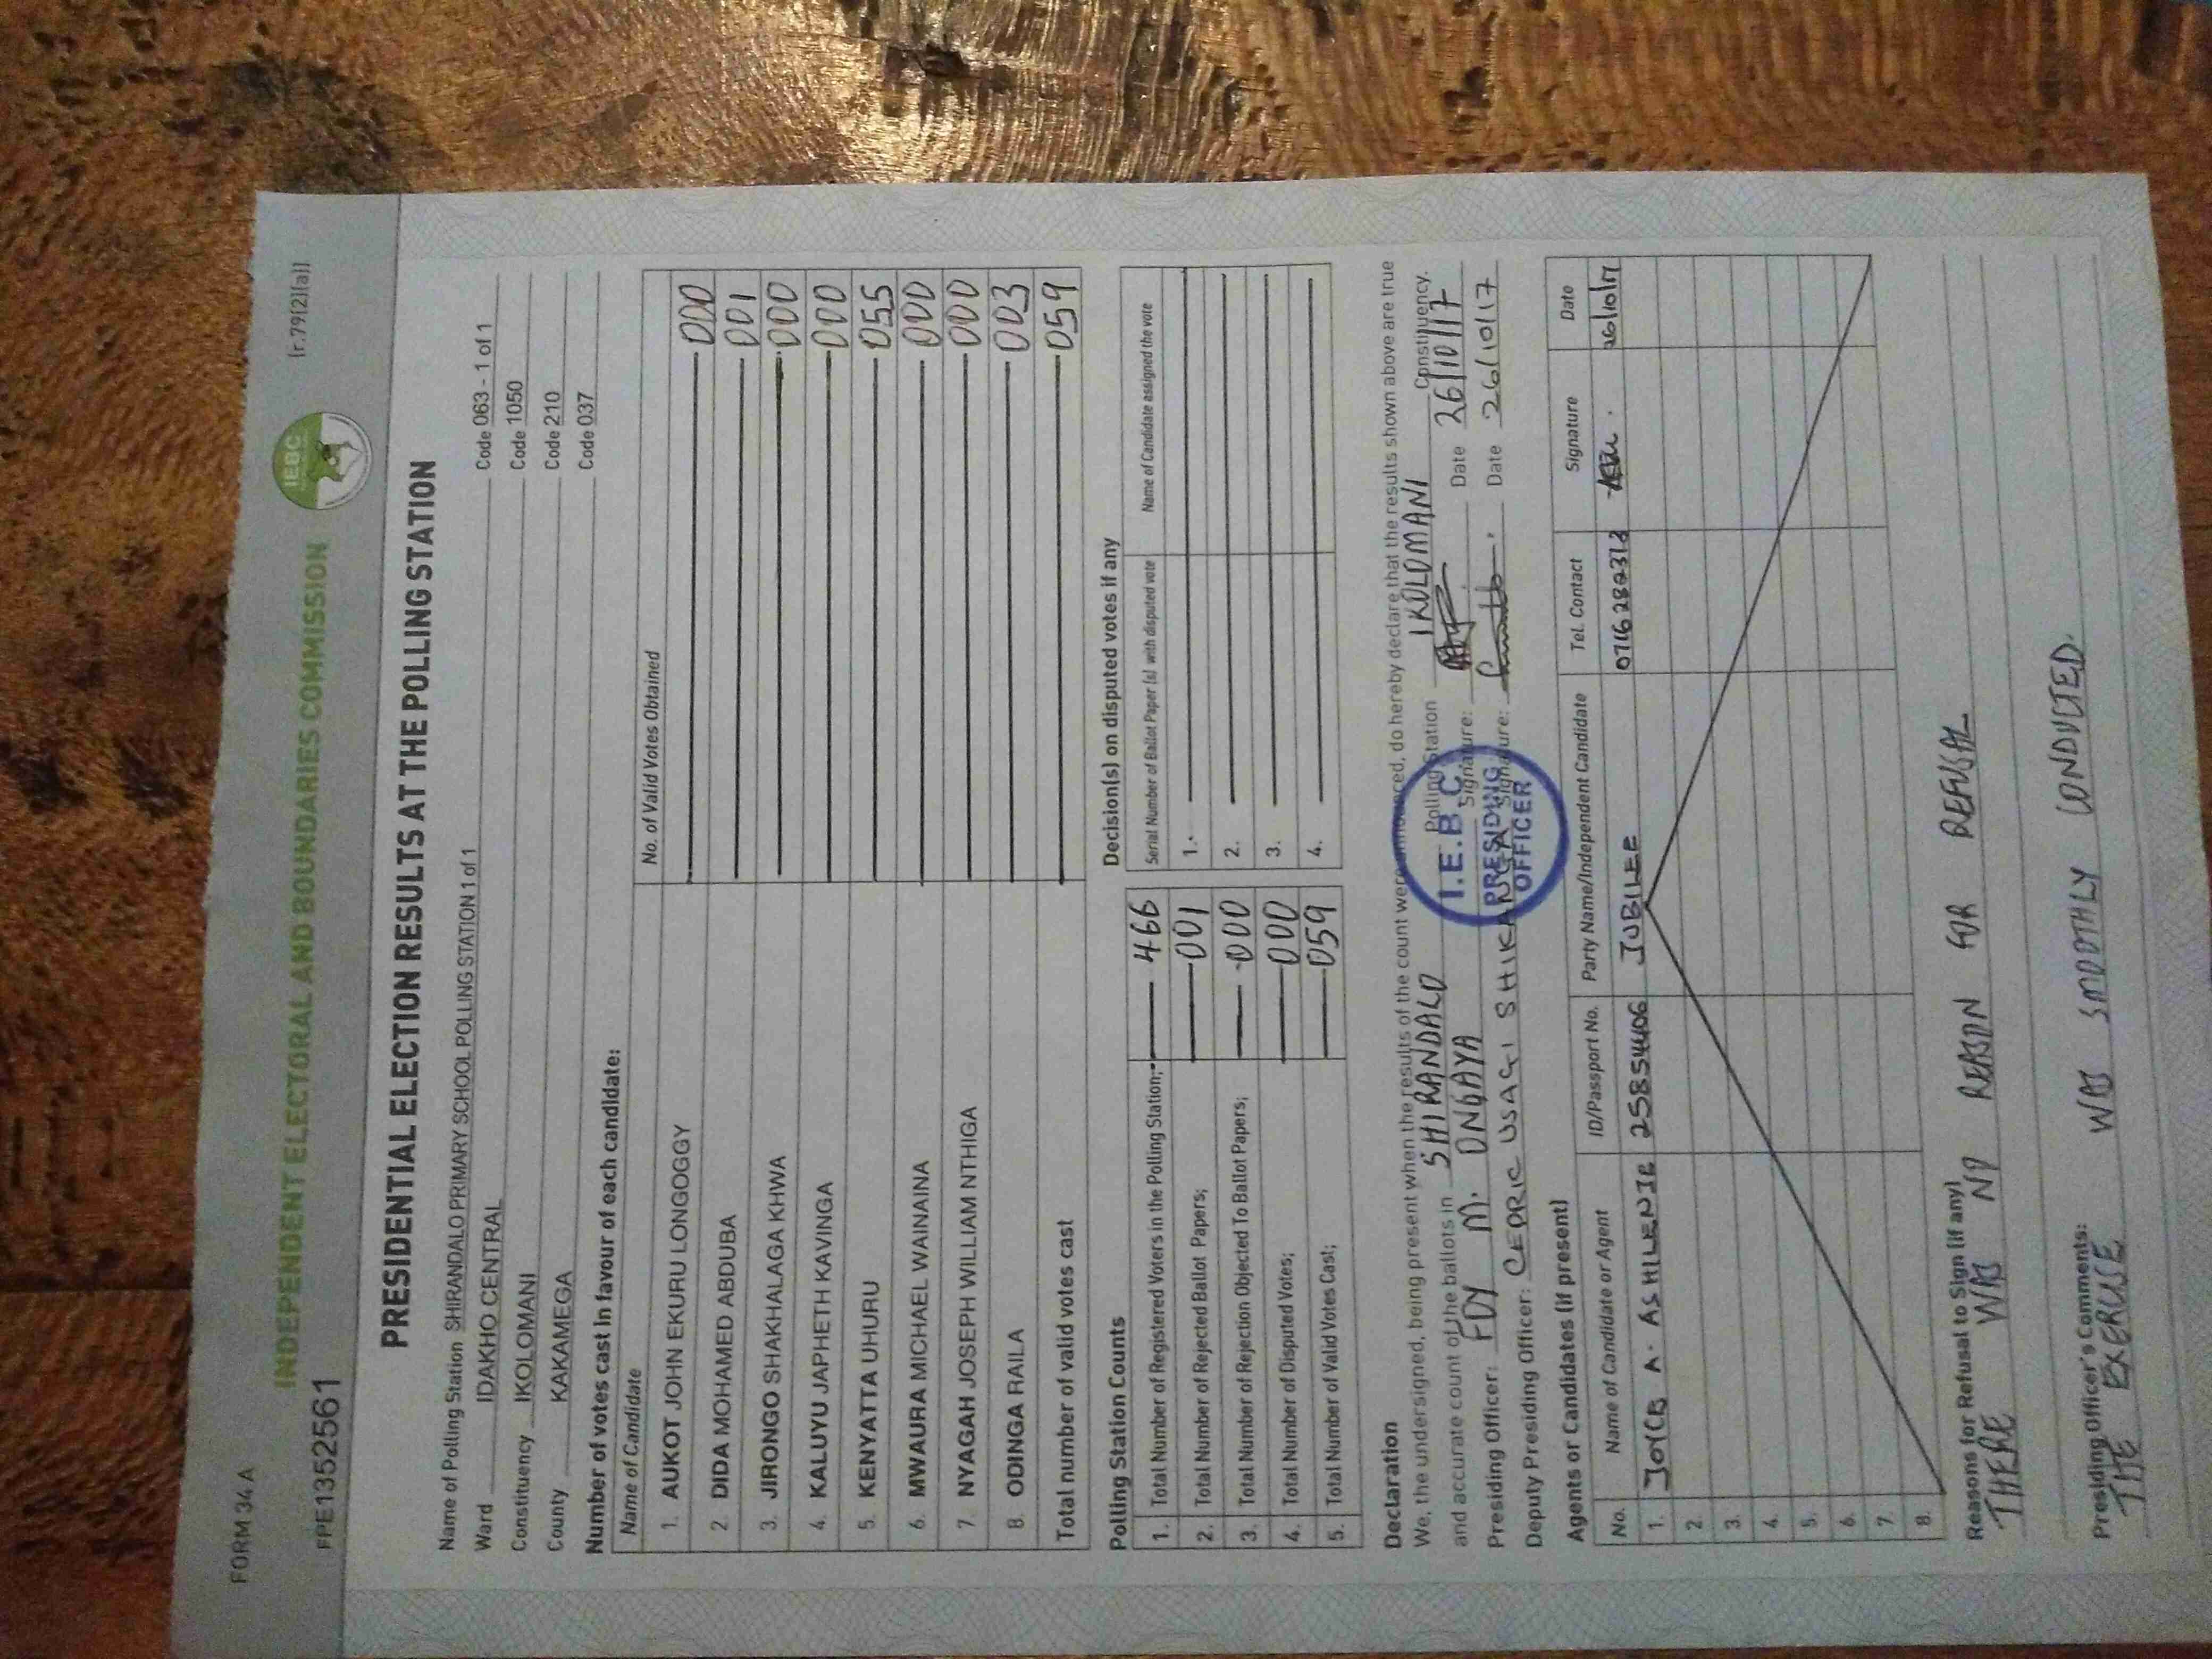 FORM 34 A
[r.79(2)(a)]
INDEPENDENT ELECTORAL AND BOUNDARIES COMMISSION
IEBC
FPE1352561
PRESIDENTIAL ELECTION RESULTS AT THE POLLING STATION
Name of Polling Station SHIRANDALO PRIMARY SCHOOL POLLING STATION 1 of 1 Code 063 - 1 of 1
Ward IDAKHO CENTRAL Code 1050
Constituency IKOLOMANI Code 210
County KAKAMEGA Code 037
Number of votes cast in favour of each candidate:
Name of Candidate No. of Valid Votes Obtained
1. AUKOT JOHN EKURU LONGOGGY 000
2. DIDA MOHAMED ABDUBA 001
3. JIRONGO SHAKHALAGA KHWA 000
4. KALUYU JAPHETH KAVINGA 000
5. KENYATTA UHURU 055
6. MWAURA MICHAEL WAINAINA 000
7. NYAGAH JOSEPH WILLIAM NTHIGA 000
8. ODINGA RAILA 003
Total number of valid votes cast 059
Polling Station Counts
1. Total Number of Registered Voters in the Polling Station; 466
2. Total Number of Rejected Ballot Papers; 001
3. Total Number of Rejection Objected To Ballot Papers; 000
4. Total Number of Disputed Votes; 000
5. Total Number of Valid Votes Cast; 059
Decision(s) on disputed votes if any
Serial Number of Ballot Paper (s) with disputed vote Name of Candidate assigned the vote
1.
2.
3.
4.
Declaration
We, the undersigned, being present when the results of the count were announced, do hereby declare that the results shown above are true
and accurate count of the ballots in SHIRANDALO Polling Station IKOLOMANI Constituency.
Presiding Officer: FDY M. ONGAYA Signature: Date 26/10/17
Deputy Presiding Officer: CEDRIC USAGI SHIKANGA Signature: Date 26/10/17
I.E.B.C.
PRESIDING
OFFICER
Agents or Candidates (if present)
No. Name of Candidate or Agent ID/Passport No. Party Name/Independent Candidate Tel. Contact Signature Date
1. 25854406 JUBILEE 26/10/17
2.
3.
4.
5.
6.
7.
8.
Reasons for Refusal to Sign (if any)
THERE WAS NO REASON FOR REFUSAL
Presiding Officer's Comments:
THE EXERCISE WAS SMOOTHLY CONDUCTED.